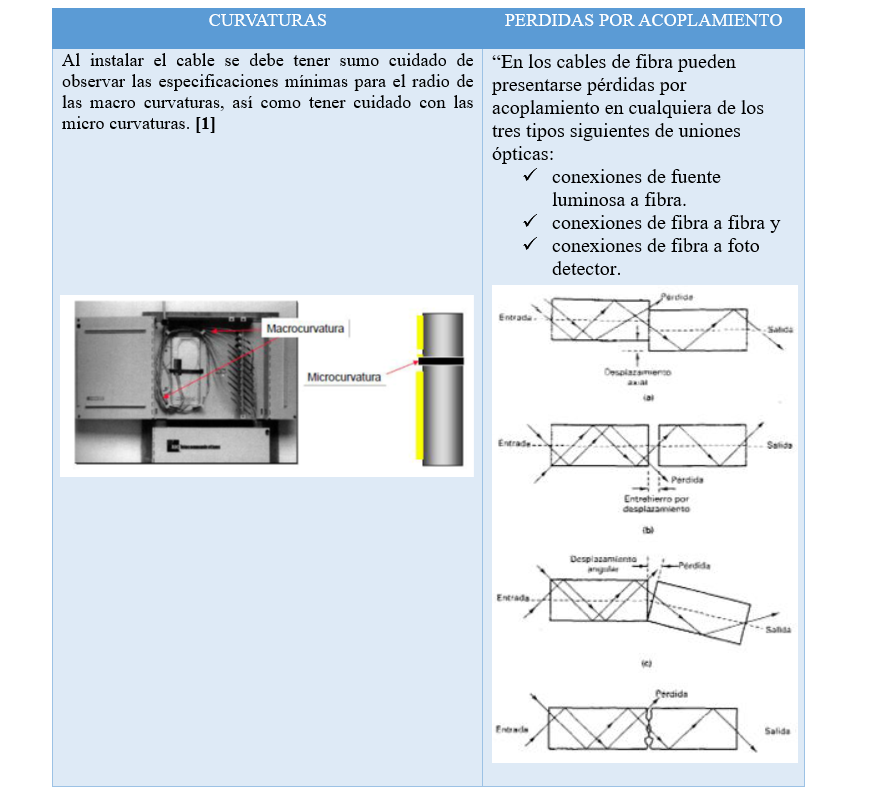 CURVATURAS
Al instalar el cable se debe tener sumo cuidado de
observar las especificaciones mínimas para el radio de
las macro curvaturas, así como tener cuidado con las
micro curvaturas. [1]
Macrocurvatura
Microcurvatura
PERDIDAS POR ACOPLAMIENTO
“En los cables de fibra pueden
presentarse pérdidas por
acoplamiento en cualquiera de los
tres tipos siguientes de uniones
ópticas:
✓ conexiones de fuente
luminosa a fibra.
✓ conexiones de fibra a fibra y
✓ conexiones de fibra a foto
detector.
Pérdida
Entrada
Salida
Desplazamiento
axial
(a)
Entrada
Salida
Pérdida
Entrehierro por
desplazamiento
(b)
Desplazamiento
angular
Pérdida
Entrada
Salida
(c)
Pérdida
Entrada
Salida